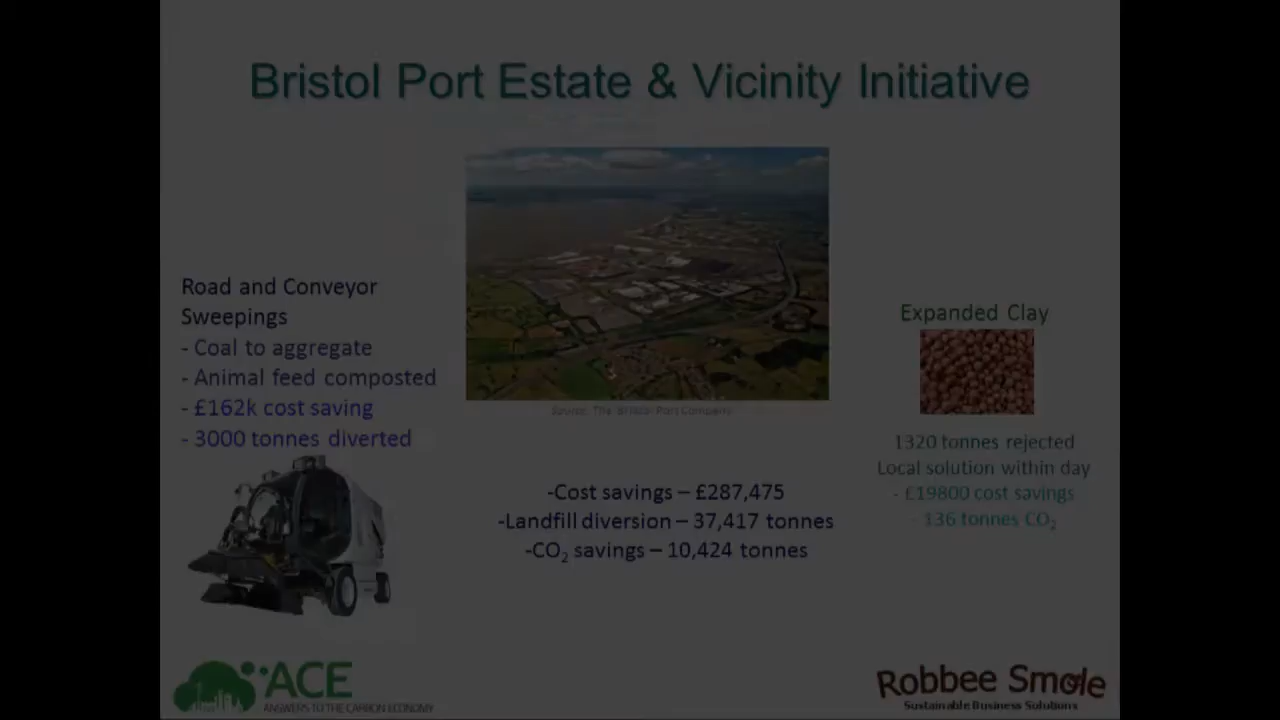 Bristol Port Estate & Vicinity Initiative
Road and Conveyor
Sweepings
- Coal to aggregate
- Animal feed composted
- £162k cost saving
- 3000 tonnes diverted
Source: The Bristol Port Company
-Cost savings – £287,475
-Landfill diversion – 37,417 tonnes
-CO₂ savings – 10,424 tonnes
Expanded Clay
1320 tonnes rejected
Local solution within day
- £19800 cost savings
- 136 tonnes CO₂
ACE
ANSWERS TO THE CARBON ECONOMY
Robbee Smole
Sustainable Business Solutions